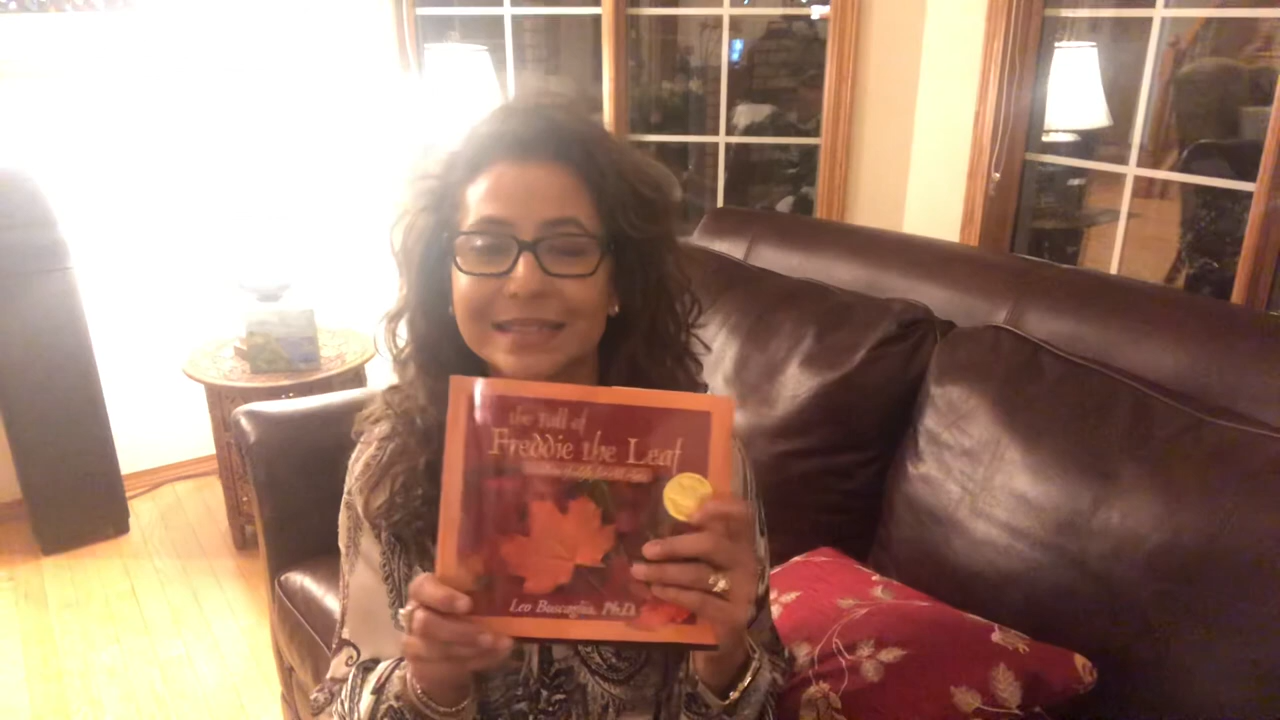 the Fall of
Freddie the Leaf
Leo Buscaglia, Ph.D.